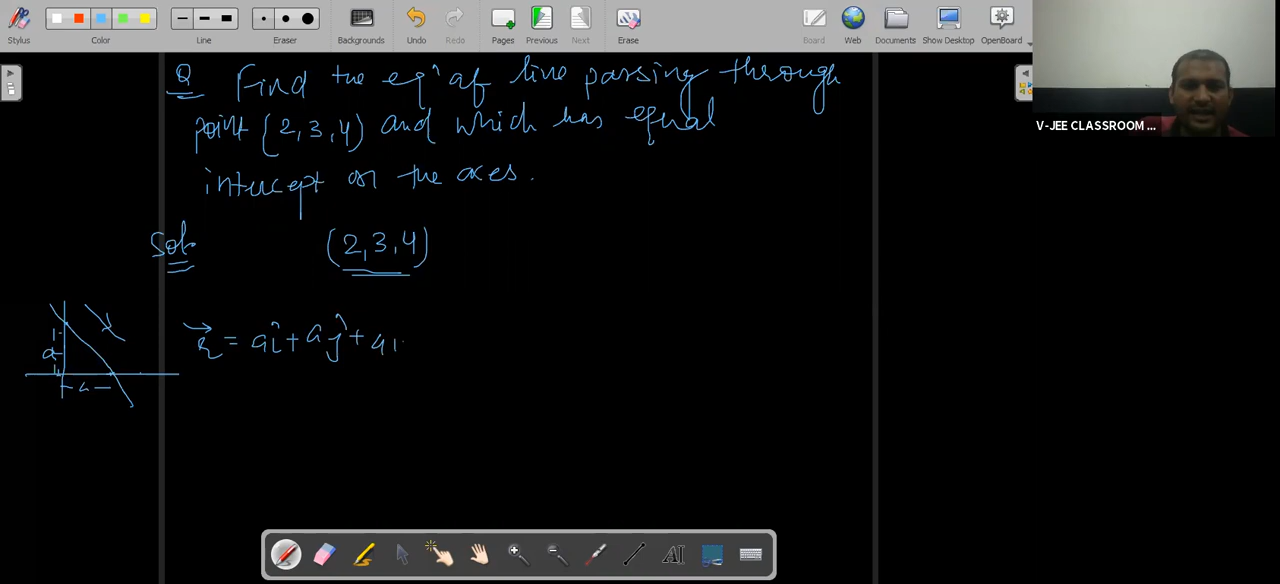 Stylus Color Line Eraser Backgrounds Undo Redo Pages Previous Next Erase Board Web Documents Show Desktop OpenBoard
Q Find the eqn of line passing through
point (2,3,4) and which has equal
intercept on the axes.
V-JEE CLASSROOM ...
Sol. (2,3,4)
a
a
r = ai + aj + a
AI